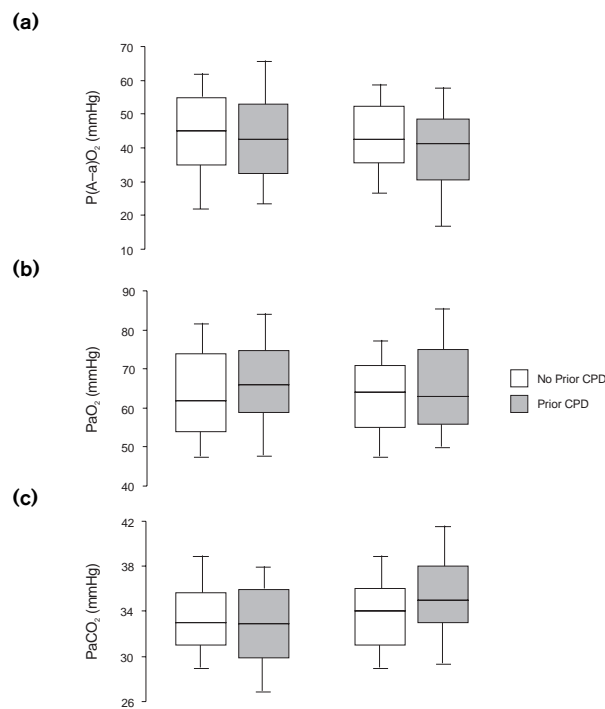 (a)
70
60
50
40
30
20
10
P(A–a)O₂ (mmHg)
(b)
90
80
70
60
50
40
PaO₂ (mmHg)
No Prior CPD
Prior CPD
(c)
42
38
34
30
26
PaCO₂ (mmHg)